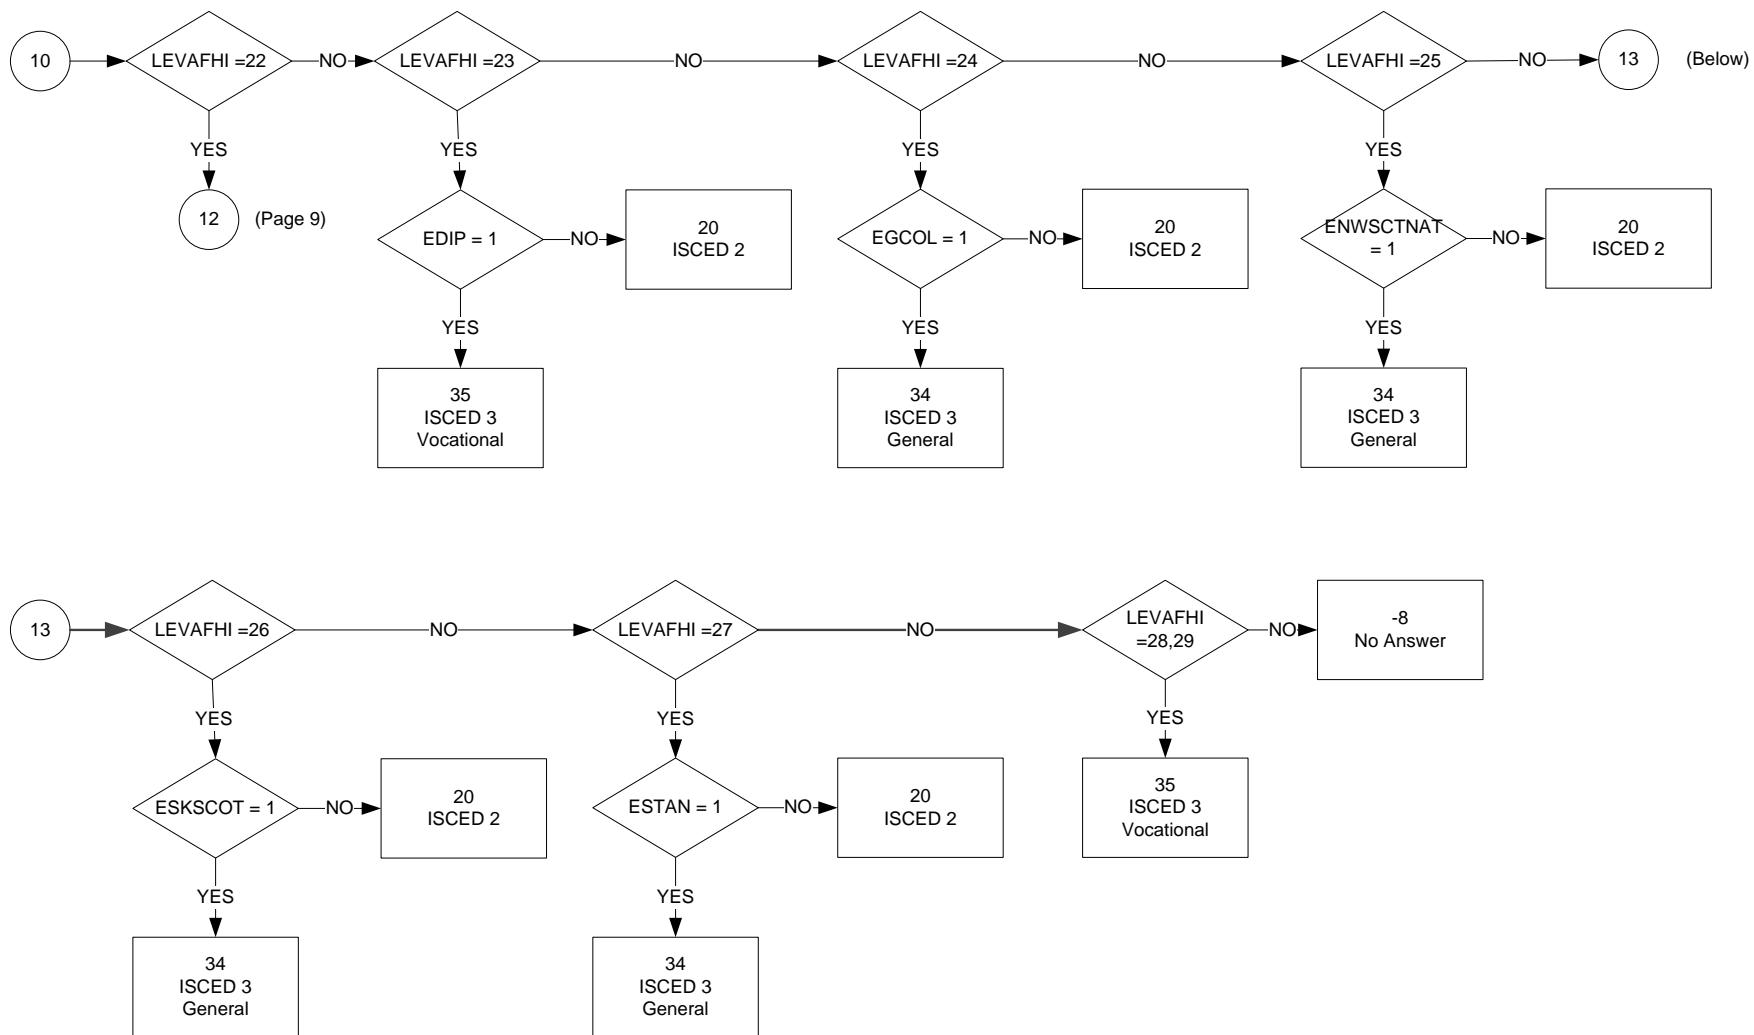 10
LEVAFHI =22
NO
LEVAFHI =23
NO
LEVAFHI =24
NO
LEVAFHI =25
NO
13
(Below)
YES
YES
YES
YES
12
(Page 9)
EDIP = 1
NO
20
ISCED 2
EGCOL = 1
NO
20
ISCED 2
ENWSCTNAT
= 1
NO
20
ISCED 2
YES
YES
YES
35
ISCED 3
Vocational
34
ISCED 3
General
34
ISCED 3
General
13
LEVAFHI =26
NO
LEVAFHI =27
NO
LEVAFHI
=28,29
NO
-8
No Answer
YES
YES
YES
ESKSCOT = 1
NO
20
ISCED 2
ESTAN = 1
NO
20
ISCED 2
35
ISCED 3
Vocational
YES
YES
34
ISCED 3
General
34
ISCED 3
General